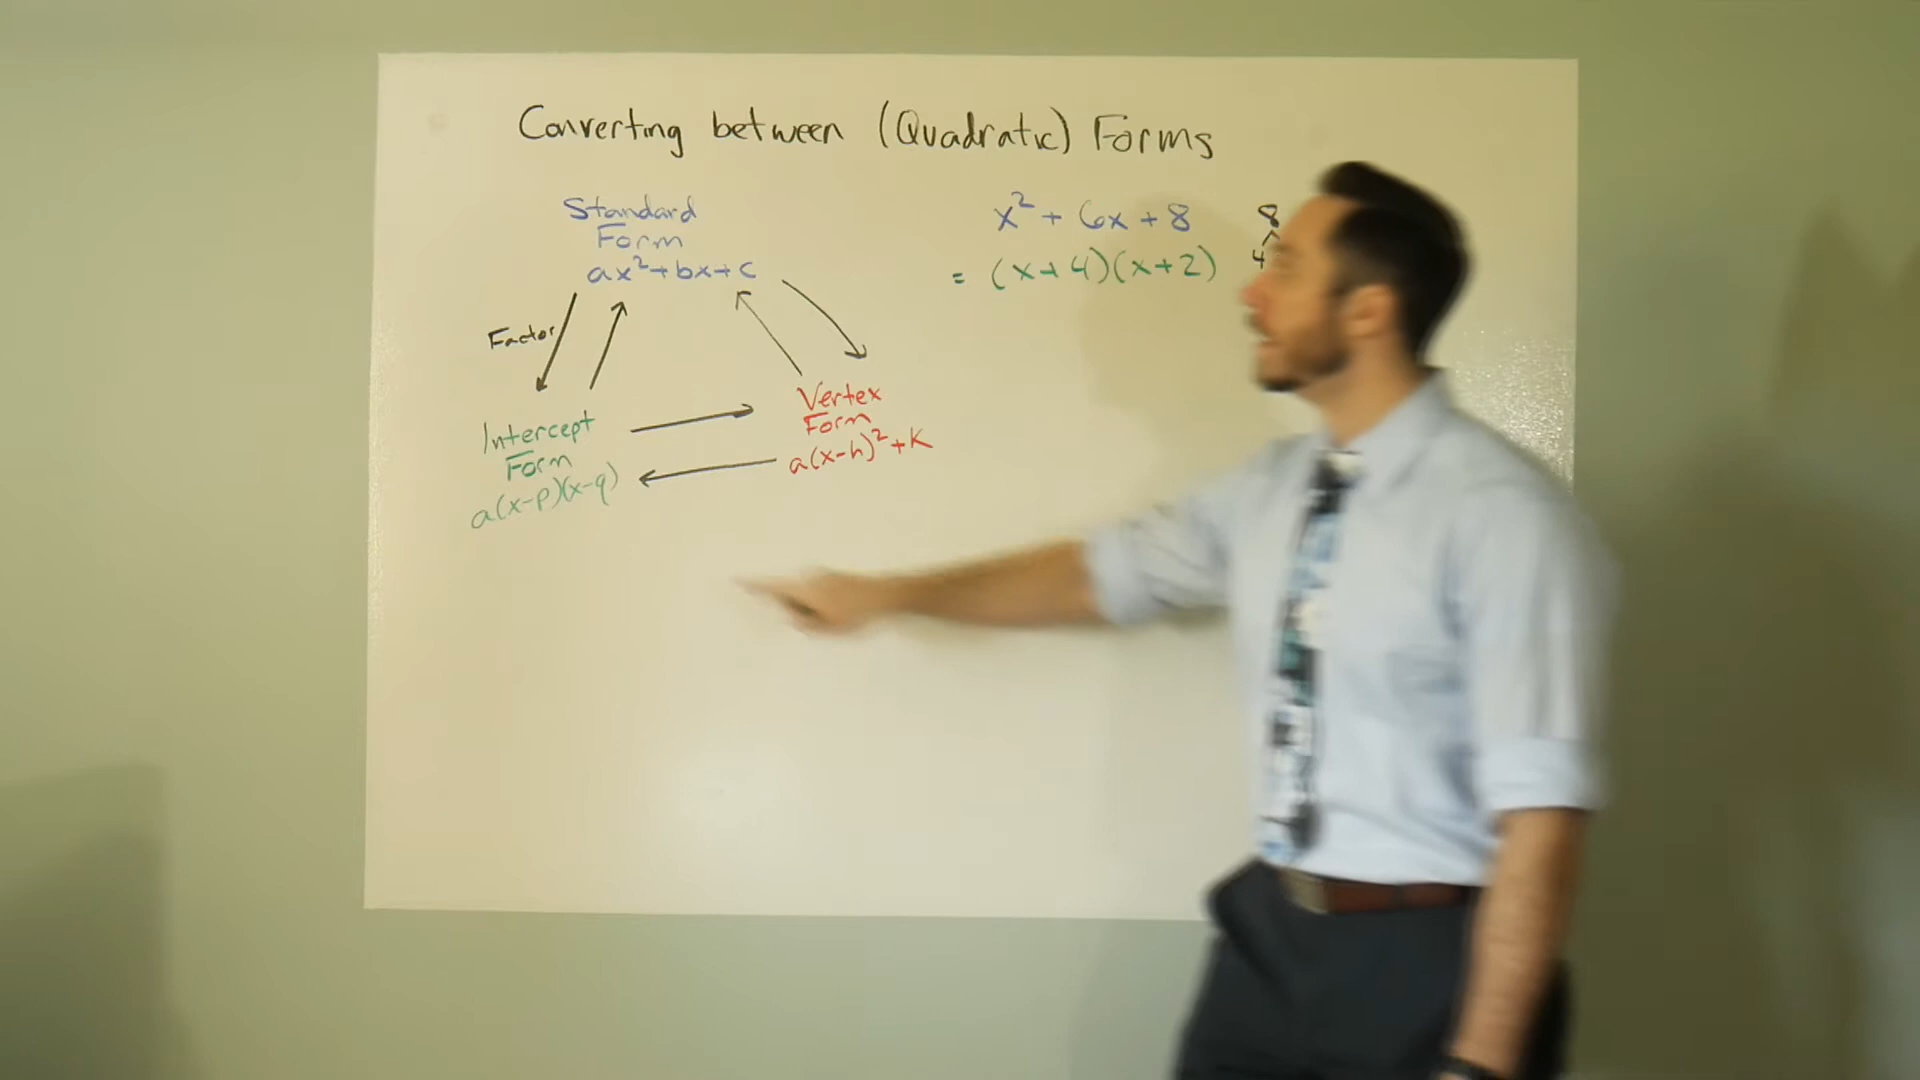 Converting between (Quadratic) Forms
Standard
Form
ax²+bx+c
Factor
Intercept
Form
a(x-p)(x-q)
Vertex
Form
a(x-h)²+k
x²+6x+8
= (x+4)(x+2)
8
4